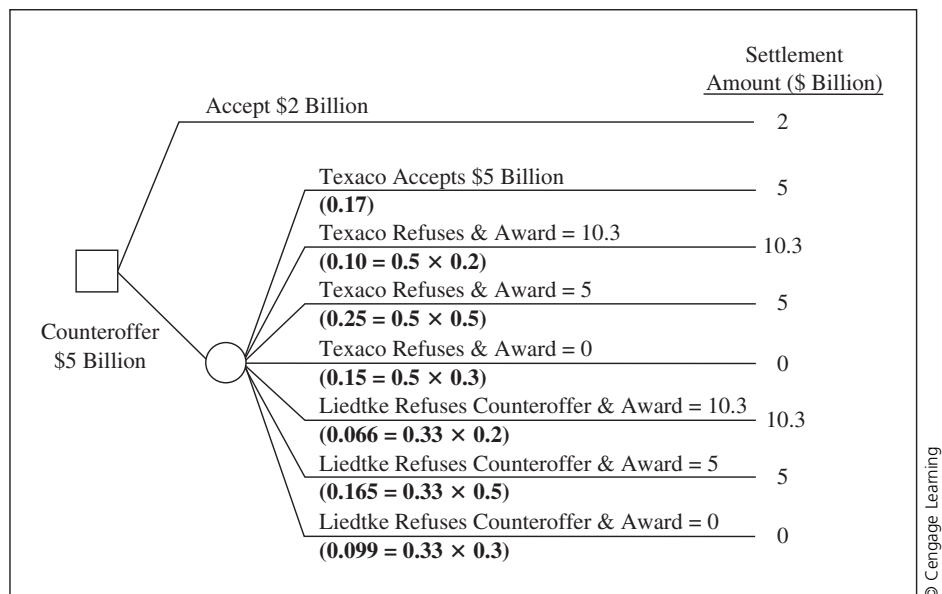 Settlement
Amount ($ Billion)
Accept $2 Billion
2
Texaco Accepts $5 Billion
5
(0.17)
Texaco Refuses & Award = 10.3
10.3
(0.10 = 0.5 × 0.2)
Texaco Refuses & Award = 5
5
(0.25 = 0.5 × 0.5)
Counteroffer
$5 Billion
Texaco Refuses & Award = 0
0
(0.15 = 0.5 × 0.3)
Liedtke Refuses Counteroffer & Award = 10.3
10.3
(0.066 = 0.33 × 0.2)
Liedtke Refuses Counteroffer & Award = 5
5
(0.165 = 0.33 × 0.5)
Liedtke Refuses Counteroffer & Award = 0
0
(0.099 = 0.33 × 0.3)
© Cengage Learning